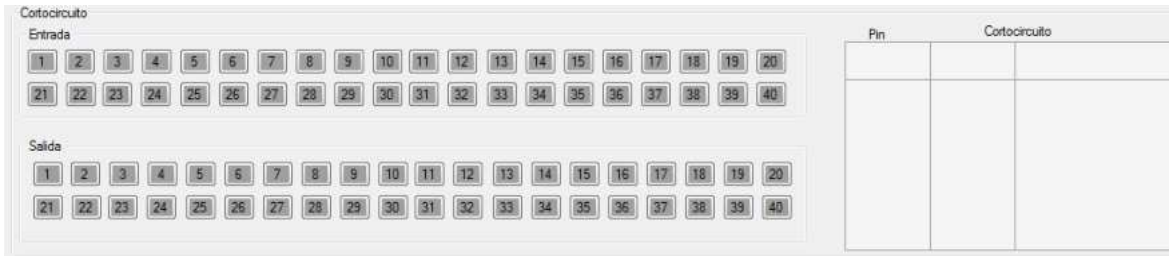 Cortocircuito
Entrada
1 2 3 4 5 6 7 8 9 10 11 12 13 14 15 16 17 18 19 20
21 22 23 24 25 26 27 28 29 30 31 32 33 34 35 36 37 38 39 40
Salida
1 2 3 4 5 6 7 8 9 10 11 12 13 14 15 16 17 18 19 20
21 22 23 24 25 26 27 28 29 30 31 32 33 34 35 36 37 38 39 40
Pin Cortocircuito